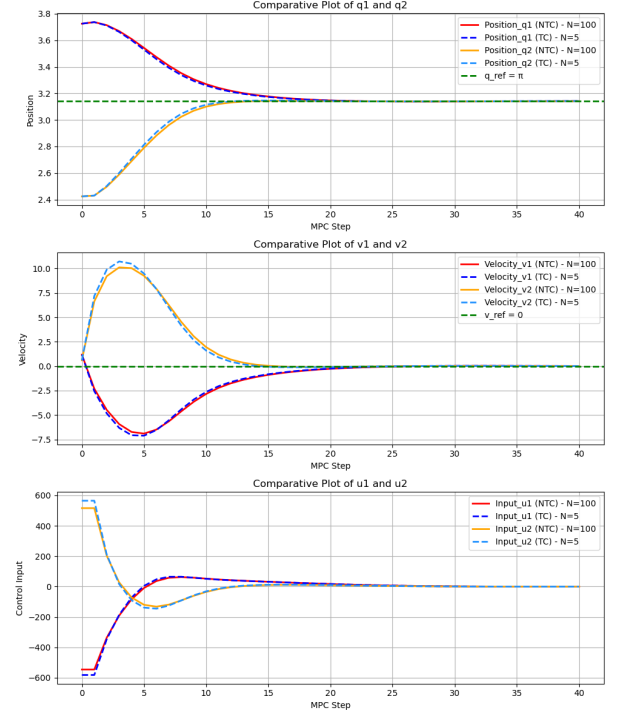 Comparative Plot of q1 and q2
3.8
3.6
3.4
3.2
3.0
2.8
2.6
2.4
Position
Position_q1 (NTC) - N=100
Position_q1 (TC) - N=5
Position_q2 (NTC) - N=100
Position_q2 (TC) - N=5
q_ref = π
0 5 10 15 20 25 30 35 40
MPC Step
Comparative Plot of v1 and v2
10.0
7.5
5.0
2.5
0.0
−2.5
−5.0
−7.5
Velocity
Velocity_v1 (NTC) - N=100
Velocity_v1 (TC) - N=5
Velocity_v2 (NTC) - N=100
Velocity_v2 (TC) - N=5
v_ref = 0
0 5 10 15 20 25 30 35 40
MPC Step
Comparative Plot of u1 and u2
600
400
200
0
−200
−400
−600
Control Input
Input_u1 (NTC) - N=100
Input_u1 (TC) - N=5
Input_u2 (NTC) - N=100
Input_u2 (TC) - N=5
0 5 10 15 20 25 30 35 40
MPC Step